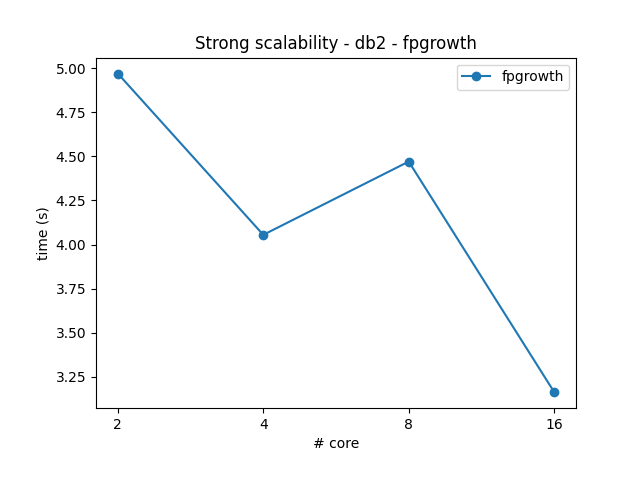 Strong scalability - db2 - fpgrowth
fpgrowth
5.00
4.75
4.50
4.25
4.00
3.75
3.50
3.25
time (s)
2 4 8 16
# core